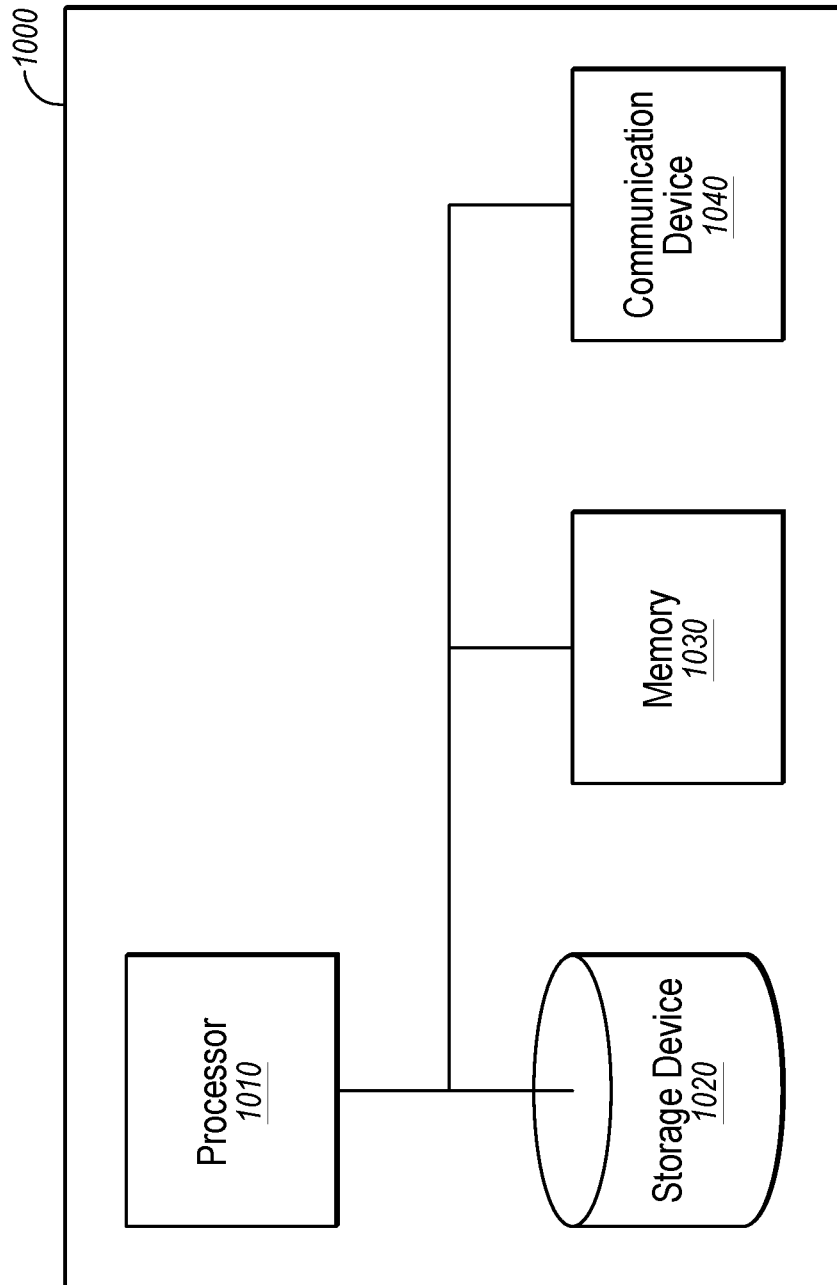 1000
Processor
1010
Storage Device
1020
Memory
1030
Communication
Device
1040